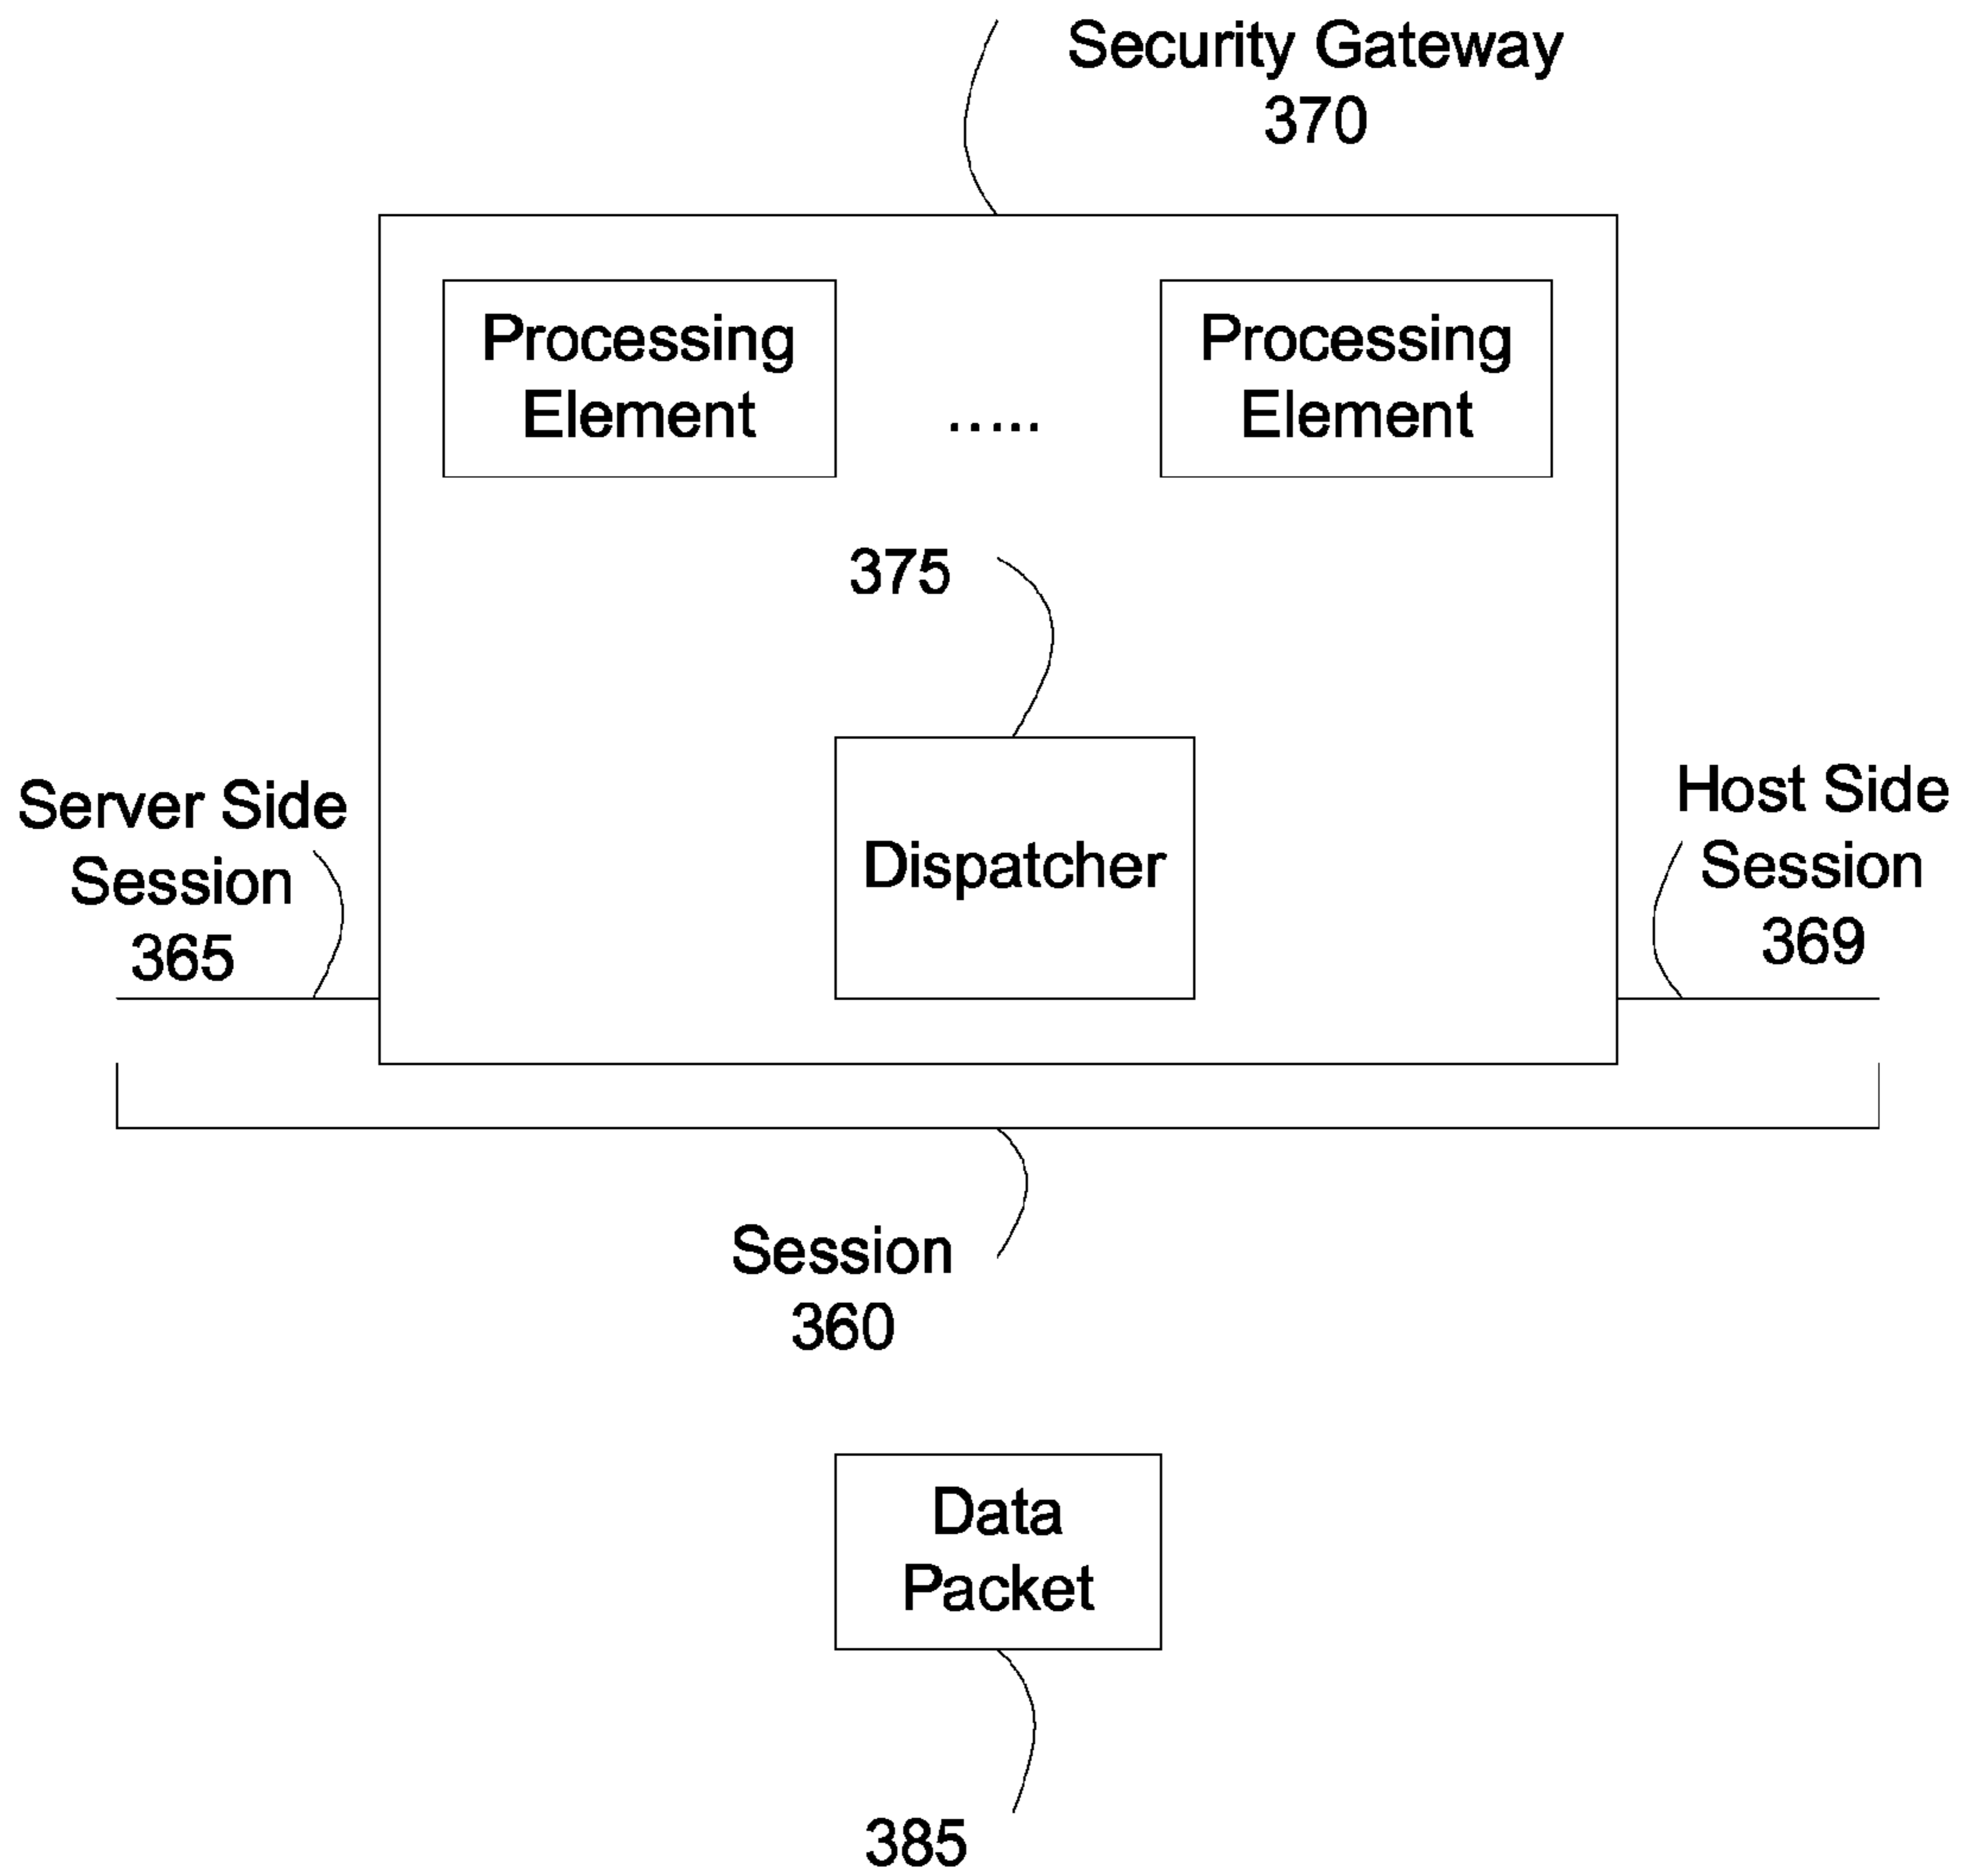 Security Gateway
370
Processing
Element
.....
Processing
Element
375
Dispatcher
Server Side
Session
365
Host Side
Session
369
Session
360
Data
Packet
385